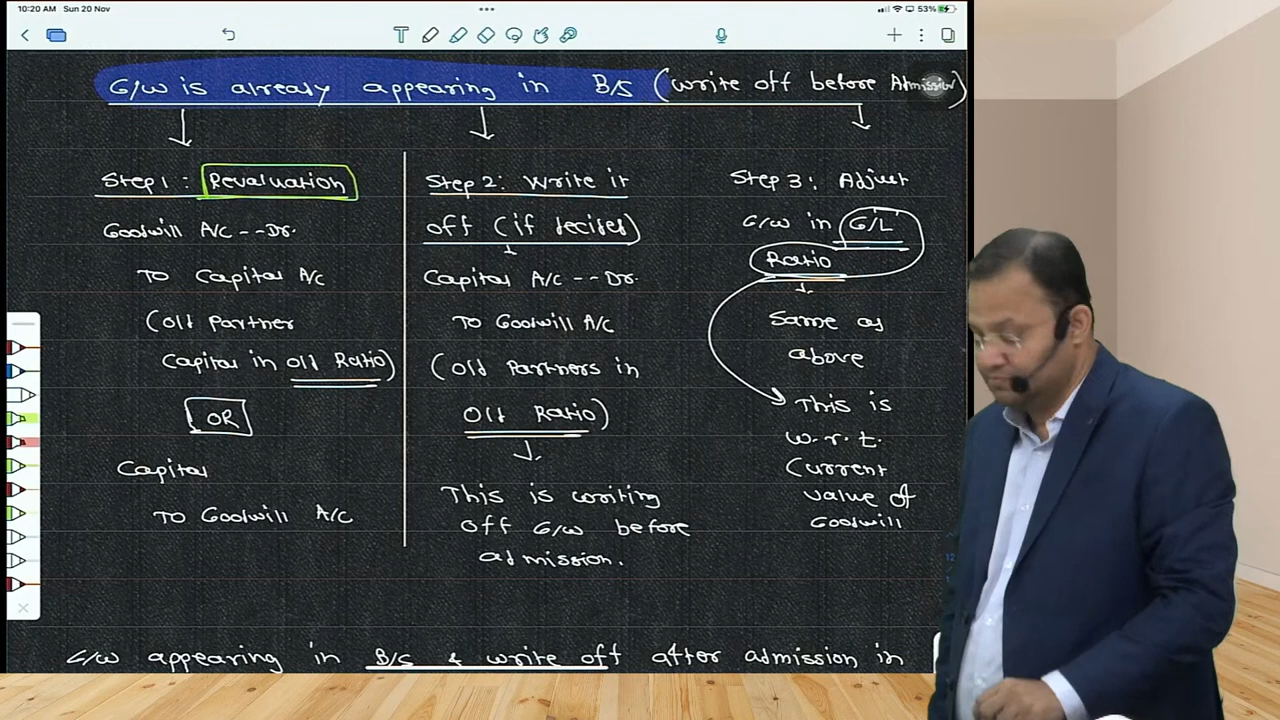 10:20 AM Sun 20 Nov
53%
G/W is already appearing in B/S (write off before Admission)
Step 1: Revaluation
Goodwill A/C --Dr.
To Capital A/C
(Old Partner
Capital in Old Ratio)
OR
Capital
To Goodwill A/C
Step 2: Write it
off (if decides)
Capital A/C --Dr.
To Goodwill A/C
(Old Partners in
Old Ratio)
This is writing
off G/W before
admission.
Step 3: Adjust
G/W in G/L
Ratio
Same as
above
This is
w.r.t.
Current
value of
Goodwill
G/W appearing in B/S & write off after admission in